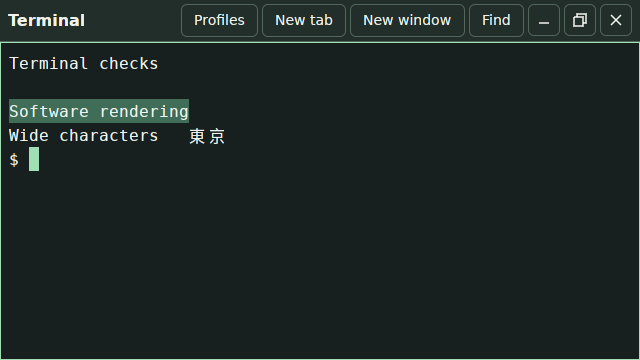 Terminal Profiles New tab New window Find
Terminal checks
Software rendering
Wide characters 東京
$